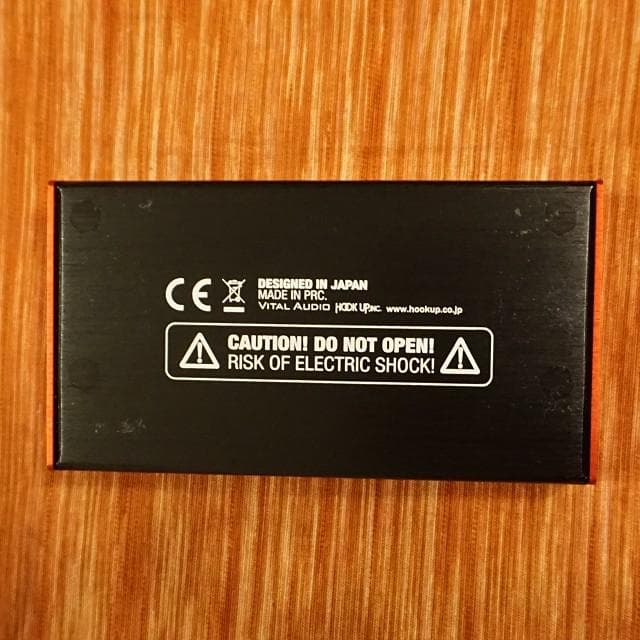 CE DESIGNED IN JAPAN
MADE IN PRC.
VITAL AUDIO HOOK UP,INC. www.hookup.co.jp
CAUTION! DO NOT OPEN!
RISK OF ELECTRIC SHOCK!